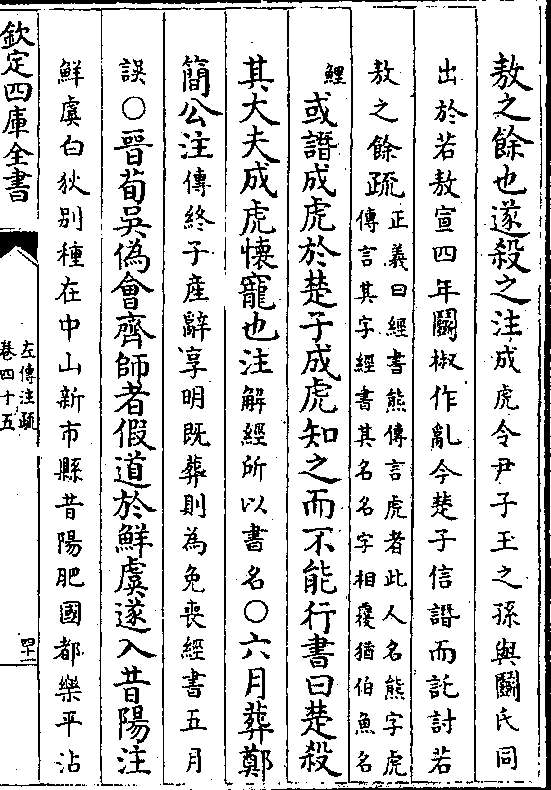 敖之餘也遂殺之注成虎令尹子玉之孫與鬭氏同
出於若敖宣四年鬭椒作亂今楚子信譖而託討若
敖之餘疏正義曰經書熊傳言虎者此人名熊字虎
傳言其字經書其名名字相覆猶伯魚名
鯉
或譖成虎於楚子成虎知之而不能行書曰楚殺
其大夫成虎懷寵也注解經所以書名○六月葬鄭
簡公注傳終子産辭享明既葬則為免喪經書五月
誤○晉荀吳偽會齊師者假道於鮮虞遂入昔陽注
鮮虞白狄别種在中山新市縣昔陽肥國都樂平沾
欽定四庫全書
左傳注疏
卷四十五
四十二